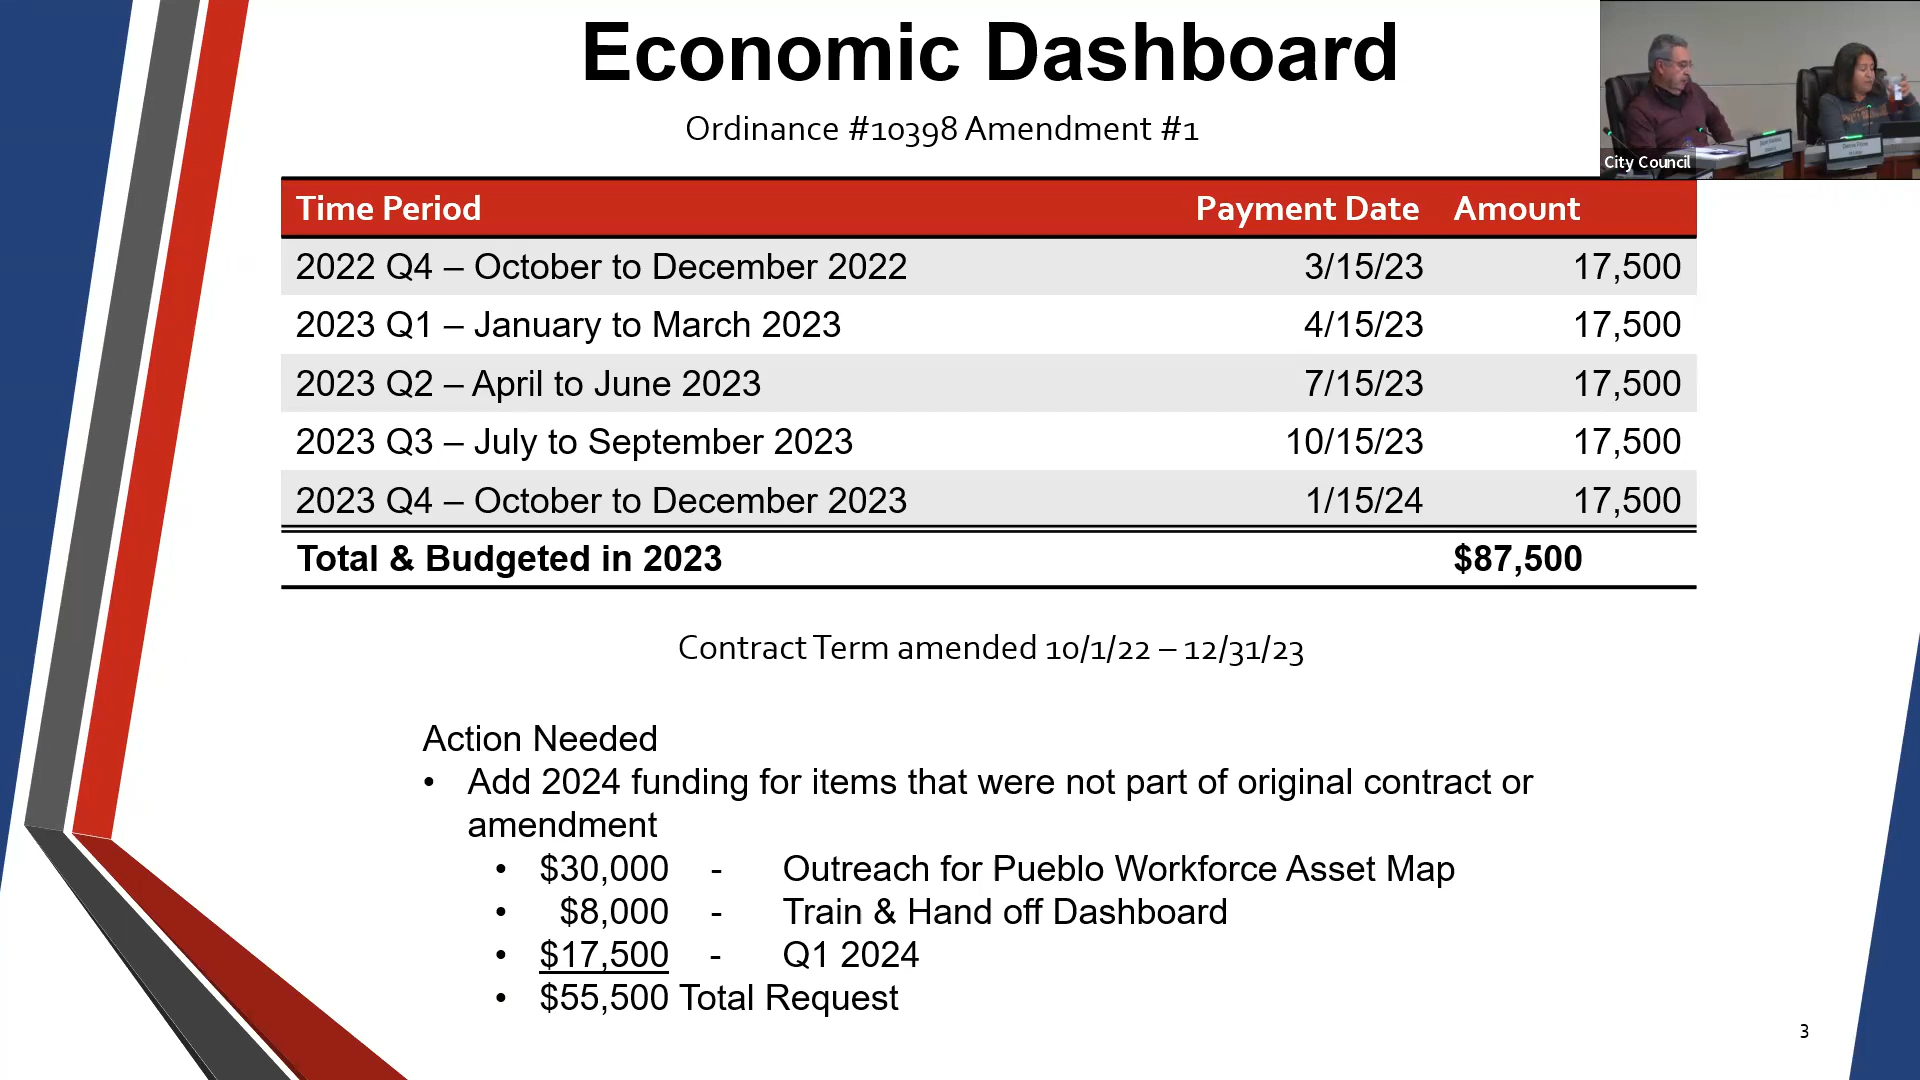 Economic Dashboard
Ordinance #10398 Amendment #1
City Council
Time Period Payment Date Amount
2022 Q4 – October to December 2022 3/15/23 17,500
2023 Q1 – January to March 2023 4/15/23 17,500
2023 Q2 – April to June 2023 7/15/23 17,500
2023 Q3 – July to September 2023 10/15/23 17,500
2023 Q4 – October to December 2023 1/15/24 17,500
Total & Budgeted in 2023 $87,500
Contract Term amended 10/1/22 – 12/31/23
Action Needed
• Add 2024 funding for items that were not part of original contract or
amendment
• $30,000 - Outreach for Pueblo Workforce Asset Map
• $8,000 - Train & Hand off Dashboard
• $17,500 - Q1 2024
• $55,500 Total Request
3